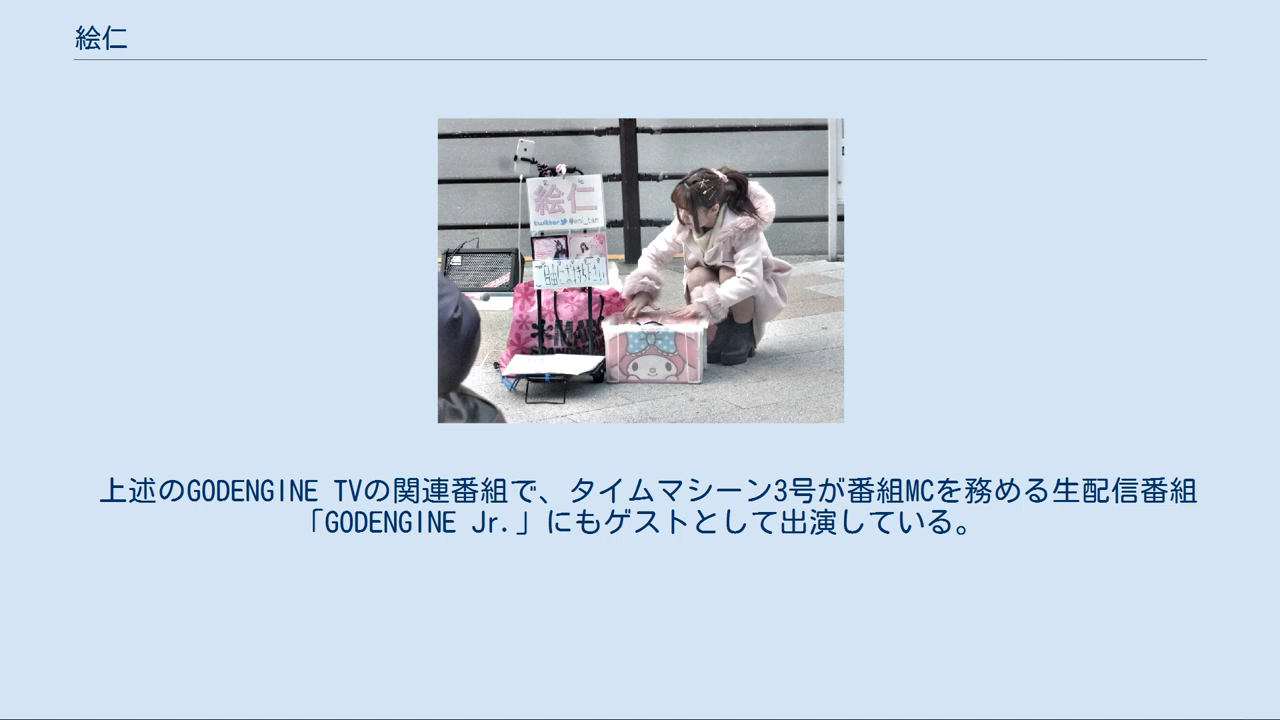 絵仁
絵仁
twitter @eni_tan
上述のGODENGINE TVの関連番組で、タイムマシーン3号が番組MCを務める生配信番組
「GODENGINE Jr.」にもゲストとして出演している。